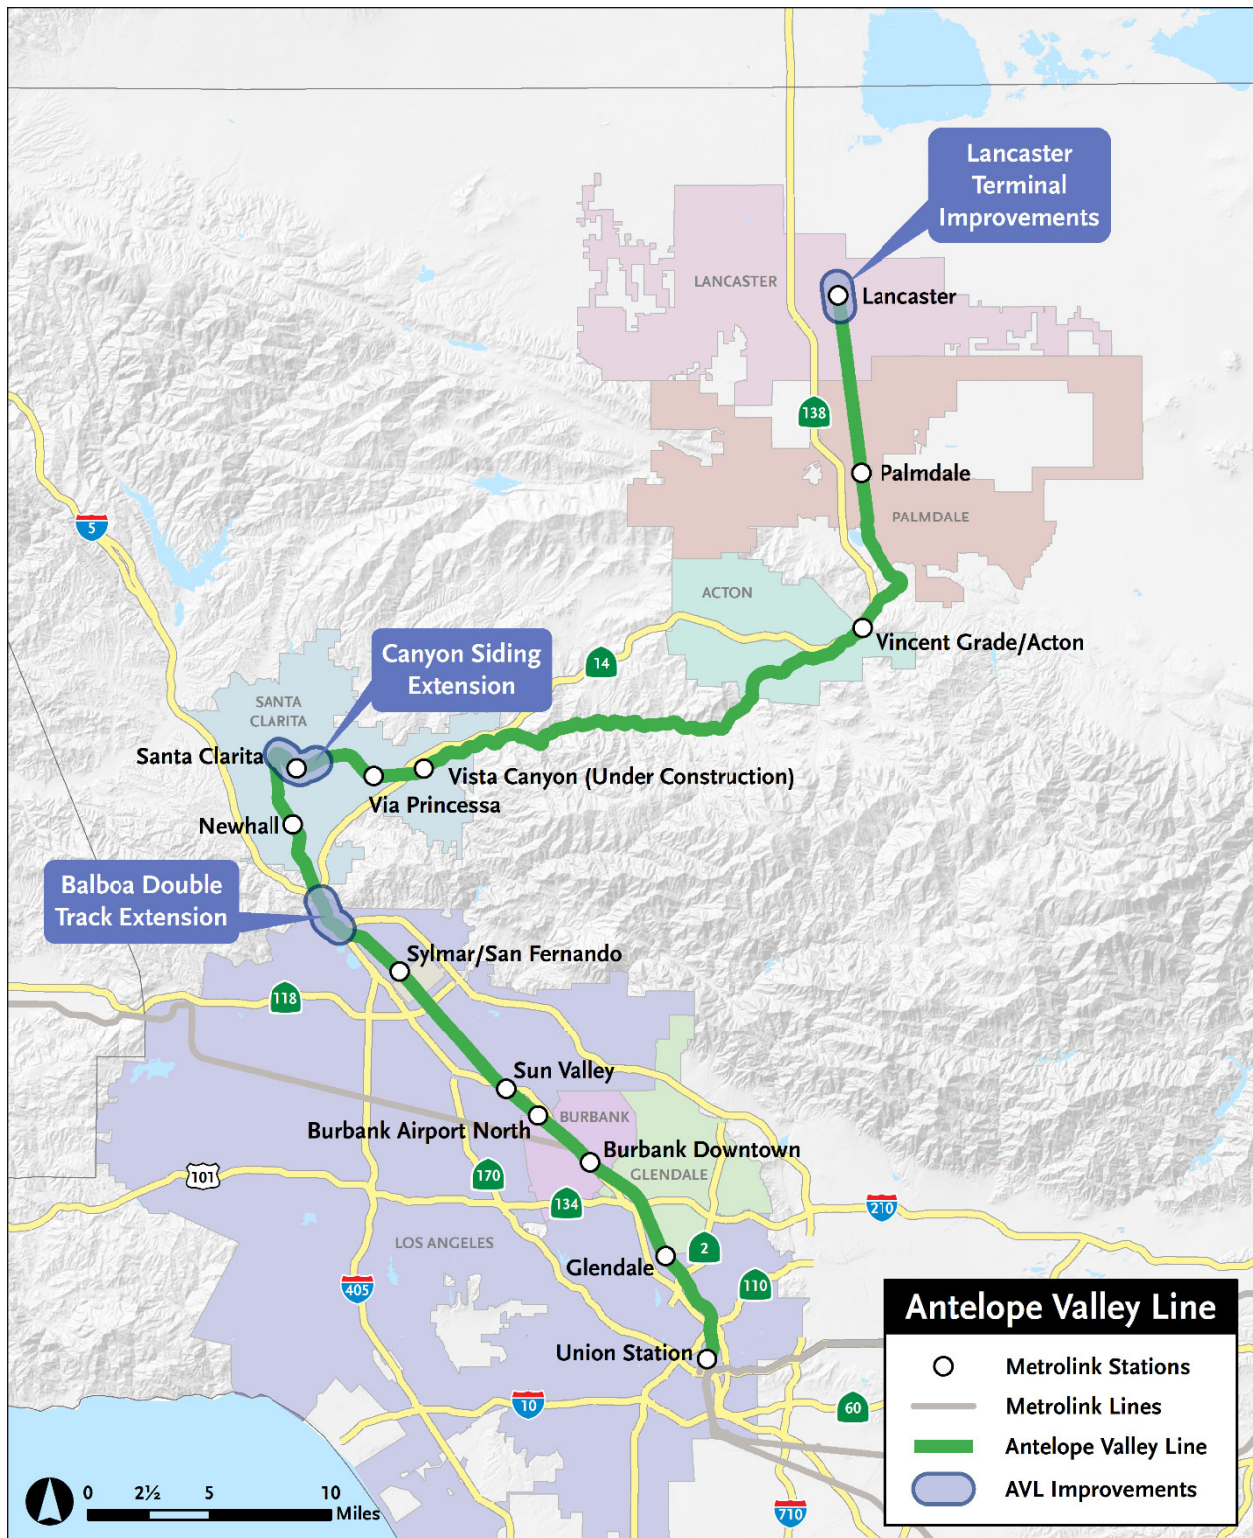 Lancaster
Terminal
Improvements
LANCASTER
Lancaster
138
Palmdale
PALMDALE
5
ACTON
Vincent Grade/Acton
Canyon Siding
Extension
14
SANTA
CLARITA
Santa Clarita
Vista Canyon (Under Construction)
Via Princessa
Newhall
Balboa Double
Track Extension
Sylmar/San Fernando
118
Sun Valley
BURBANK
Burbank Airport North
Burbank Downtown
GLENDALE
101
170
134
210
LOS ANGELES
2
Glendale
110
405
Union Station
10
60
710
Antelope Valley Line
Metrolink Stations
Metrolink Lines
Antelope Valley Line
AVL Improvements
0 2½ 5 10
Miles